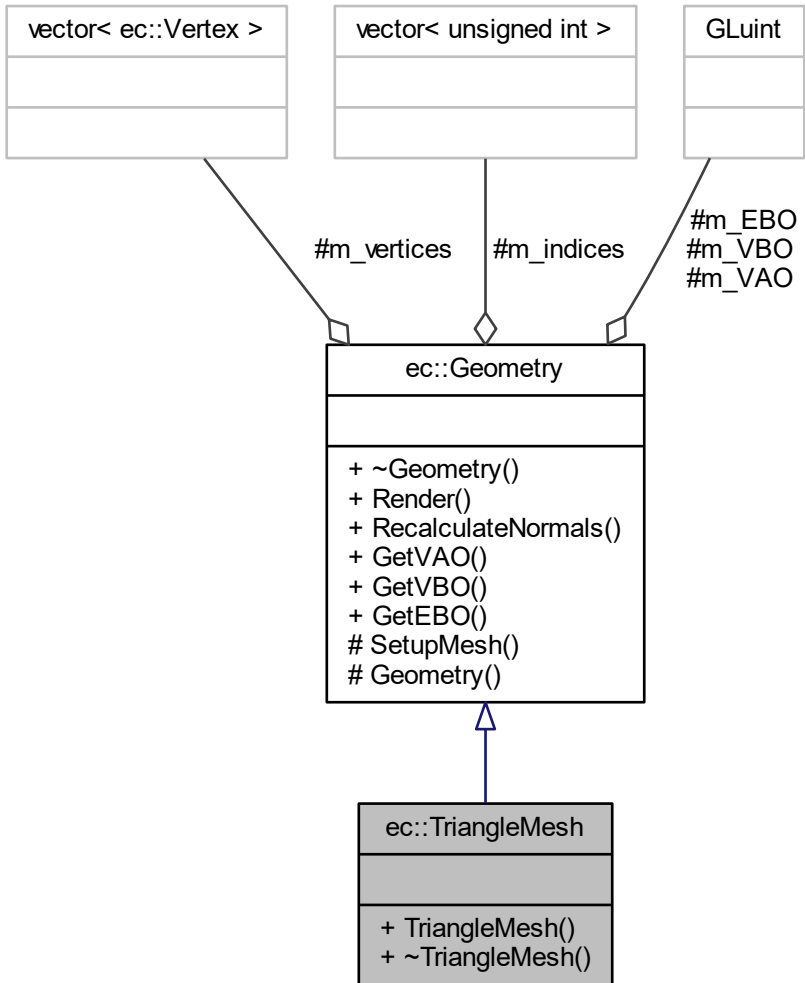 vector< ec::Vertex >
vector< unsigned int >
GLuint
#m_vertices
#m_indices
#m_EBO
#m_VBO
#m_VAO
ec::Geometry
+ ~Geometry()
+ Render()
+ RecalculateNormals()
+ GetVAO()
+ GetVBO()
+ GetEBO()
# SetupMesh()
# Geometry()
ec::TriangleMesh
+ TriangleMesh()
+ ~TriangleMesh()